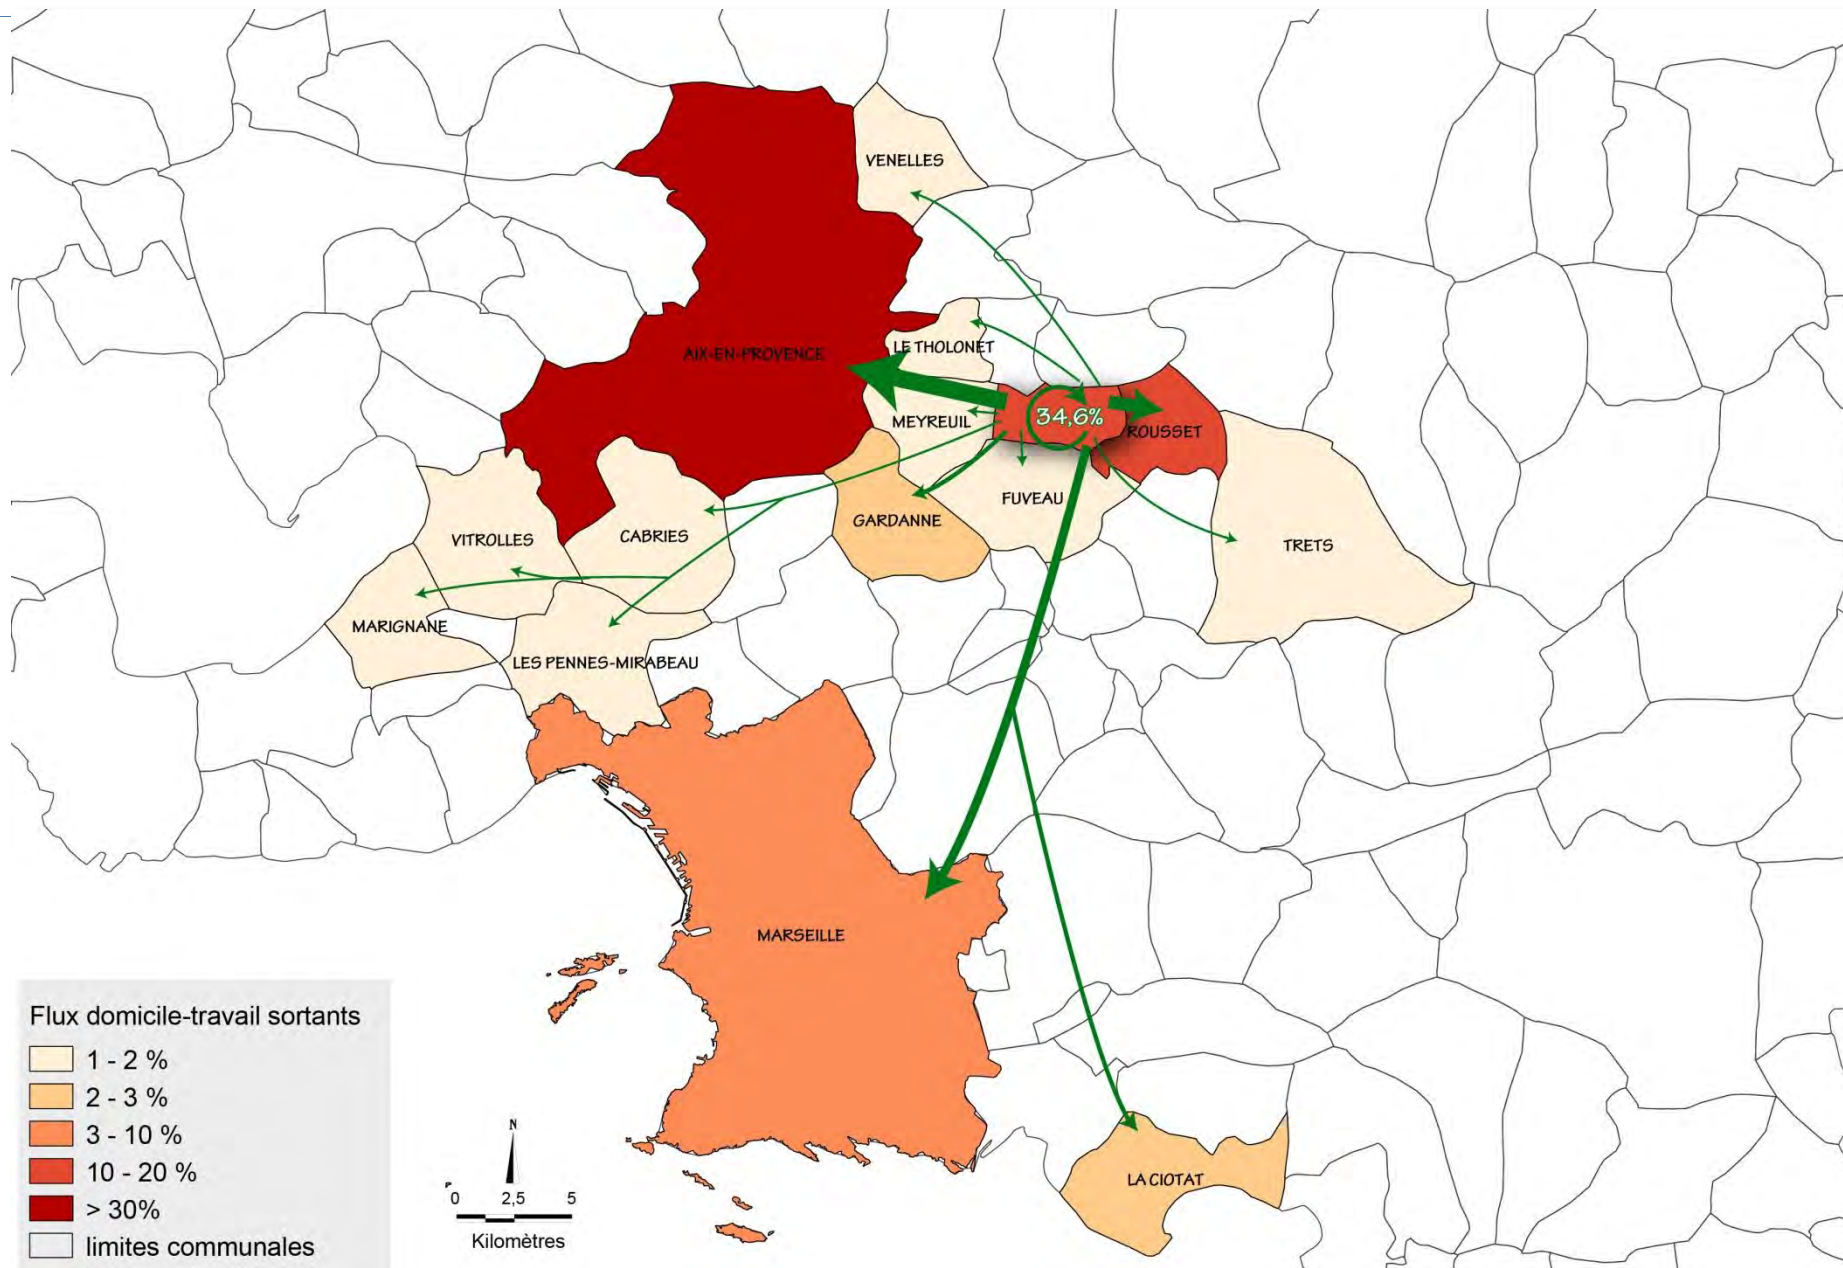 VENELLES
LE THOLONET
AIX-EN-PROVENCE
34,6%
MEYREUIL
ROUSSET
FUVEAU
GARDANNE
CABRIES
VITROLLES
TRETS
MARIGNANE
LES PENNES-MIRABEAU
MARSEILLE
LA CIOTAT
Flux domicile-travail sortants
1 - 2 %
2 - 3 %
3 - 10 %
10 - 20 %
> 30%
limites communales
N
0 2,5 5
Kilomètres